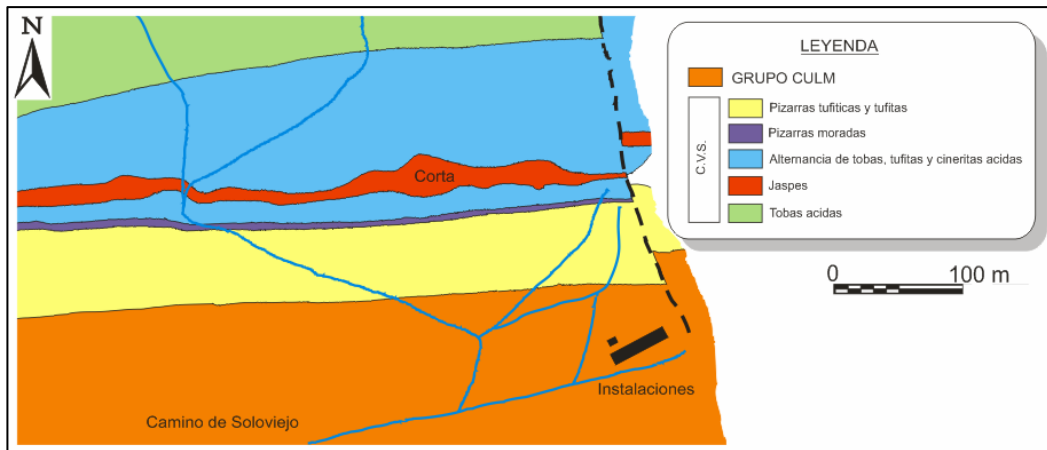 N
LEYENDA
GRUPO CULM
C.V.S.
Pizarras tufiticas y tufitas
Pizarras moradas
Alternancia de tobas, tufitas y cineritas acidas
Jaspes
Tobas acidas
Corta
0 100 m
Instalaciones
Camino de Soloviejo